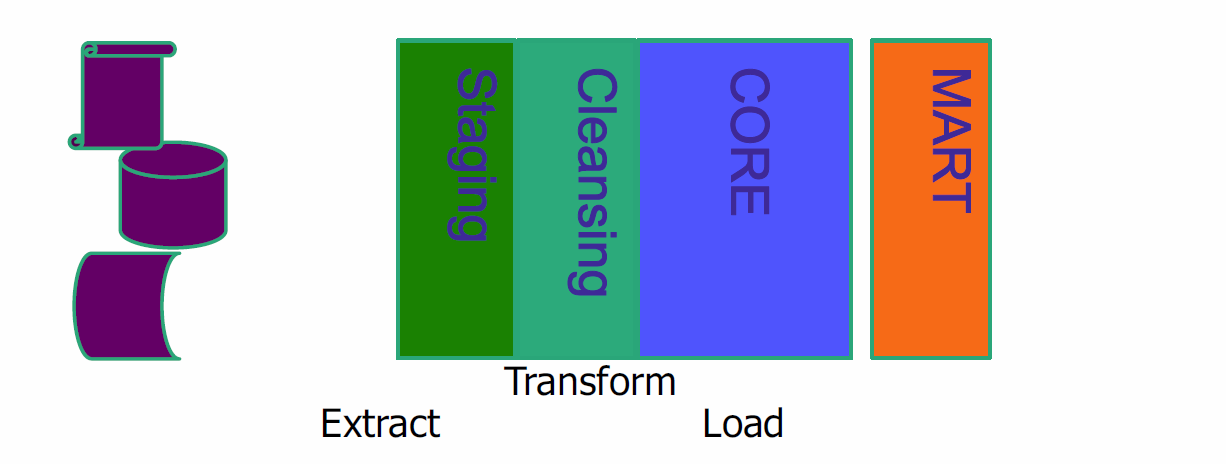 Staging
Cleansing
CORE
MART
Transform
Extract
Load